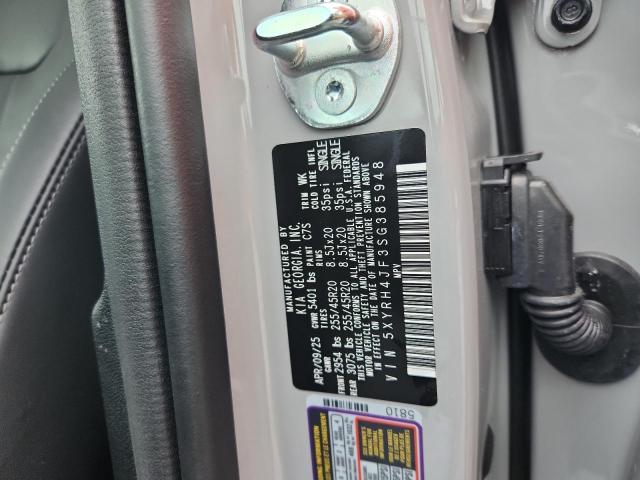 MANUFACTURED BY
KIA GEORGIA, INC.
APR/09/25 GVWR 5401 lbs PAINT C7S TRIM WK
GAWR TIRES RIMS COLD TIRE INFL
FRONT 2954 lbs 255/45R20 8.5Jx20 35psi SINGLE
REAR 3075 lbs 255/45R20 8.5Jx20 35psi SINGLE
THIS VEHICLE CONFORMS TO ALL APPLICABLE U.S.A. FEDERAL
MOTOR VEHICLE SAFETY AND THEFT PREVENTION STANDARDS
IN EFFECT ON THE DATE OF MANUFACTURE SHOWN ABOVE
VIN 5XYRH4JF3SG385948
MPV
5810